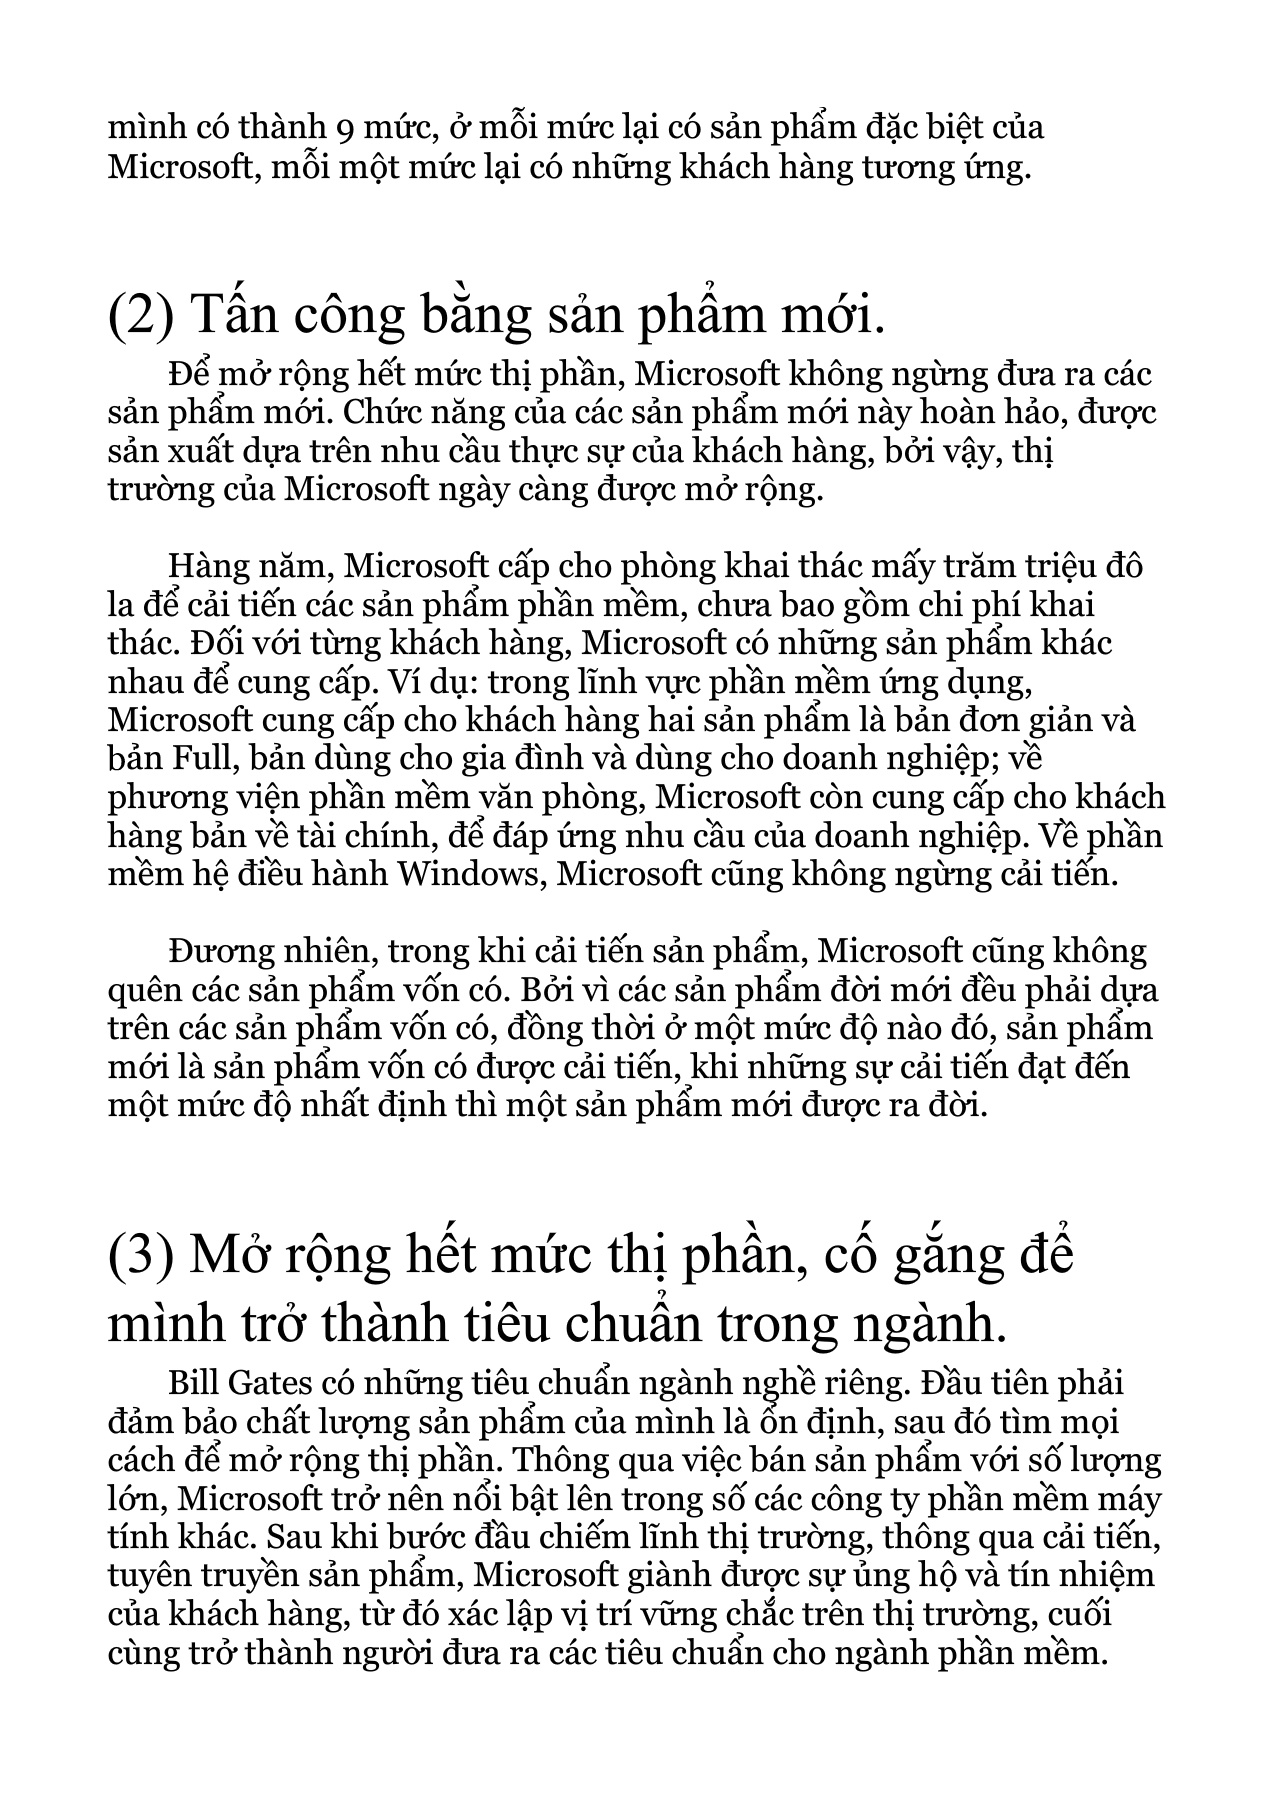 mình có thành 9 mức, ở mỗi mức lại có sản phẩm đặc biệt của
Microsoft, mỗi một mức lại có những khách hàng tương ứng.
(2) Tấn công bằng sản phẩm mới.
Để mở rộng hết mức thị phần, Microsoft không ngừng đưa ra các
sản phẩm mới. Chức năng của các sản phẩm mới này hoàn hảo, được
sản xuất dựa trên nhu cầu thực sự của khách hàng, bởi vậy, thị
trường của Microsoft ngày càng được mở rộng.
Hàng năm, Microsoft cấp cho phòng khai thác mấy trăm triệu đô
la để cải tiến các sản phẩm phần mềm, chưa bao gồm chi phí khai
thác. Đối với từng khách hàng, Microsoft có những sản phẩm khác
nhau để cung cấp. Ví dụ: trong lĩnh vực phần mềm ứng dụng,
Microsoft cung cấp cho khách hàng hai sản phẩm là bản đơn giản và
bản Full, bản dùng cho gia đình và dùng cho doanh nghiệp; về
phương viện phần mềm văn phòng, Microsoft còn cung cấp cho khách
hàng bản về tài chính, để đáp ứng nhu cầu của doanh nghiệp. Về phần
mềm hệ điều hành Windows, Microsoft cũng không ngừng cải tiến.
Đương nhiên, trong khi cải tiến sản phẩm, Microsoft cũng không
quên các sản phẩm vốn có. Bởi vì các sản phẩm đời mới đều phải dựa
trên các sản phẩm vốn có, đồng thời ở một mức độ nào đó, sản phẩm
mới là sản phẩm vốn có được cải tiến, khi những sự cải tiến đạt đến
một mức độ nhất định thì một sản phẩm mới được ra đời.
(3) Mở rộng hết mức thị phần, cố gắng để
mình trở thành tiêu chuẩn trong ngành.
Bill Gates có những tiêu chuẩn ngành nghề riêng. Đầu tiên phải
đảm bảo chất lượng sản phẩm của mình là ổn định, sau đó tìm mọi
cách để mở rộng thị phần. Thông qua việc bán sản phẩm với số lượng
lớn, Microsoft trở nên nổi bật lên trong số các công ty phần mềm máy
tính khác. Sau khi bước đầu chiếm lĩnh thị trường, thông qua cải tiến,
tuyên truyền sản phẩm, Microsoft giành được sự ủng hộ và tín nhiệm
của khách hàng, từ đó xác lập vị trí vững chắc trên thị trường, cuối
cùng trở thành người đưa ra các tiêu chuẩn cho ngành phần mềm.